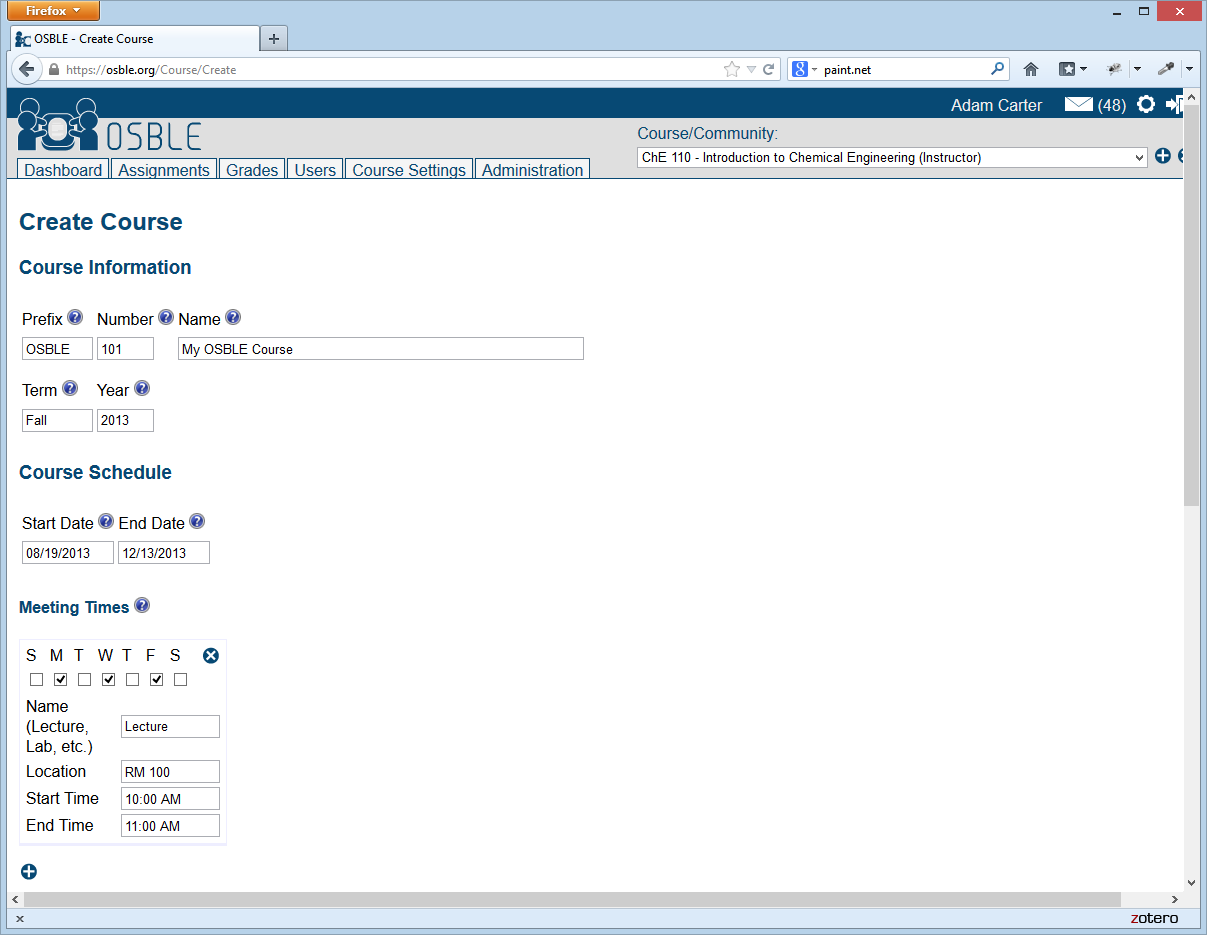 Firefox
OSBLE - Create Course
https://osble.org/Course/Create
paint.net
Adam Carter (48)
OSBLE
Course/Community:
ChE 110 - Introduction to Chemical Engineering (Instructor)
Dashboard Assignments Grades Users Course Settings Administration
Create Course
Course Information
Prefix ? Number ? Name ?
OSBLE 101 My OSBLE Course
Term ? Year ?
Fall 2013
Course Schedule
Start Date ? End Date ?
08/19/2013 12/13/2013
Meeting Times ?
S M T W T F S
Name
(Lecture,
Lab, etc.)
Lecture
Location RM 100
Start Time 10:00 AM
End Time 11:00 AM
x zotero